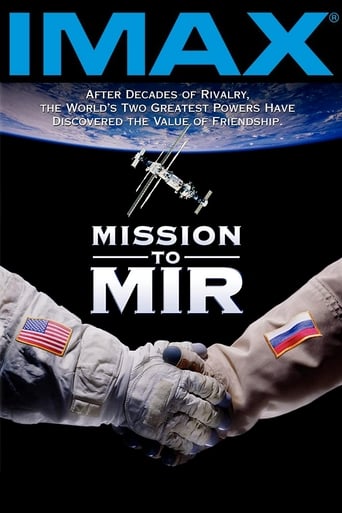 IMAX®
After Decades of Rivalry,
the World's Two Greatest Powers Have
Discovered the Value of Friendship.
MISSION
TO
MIR